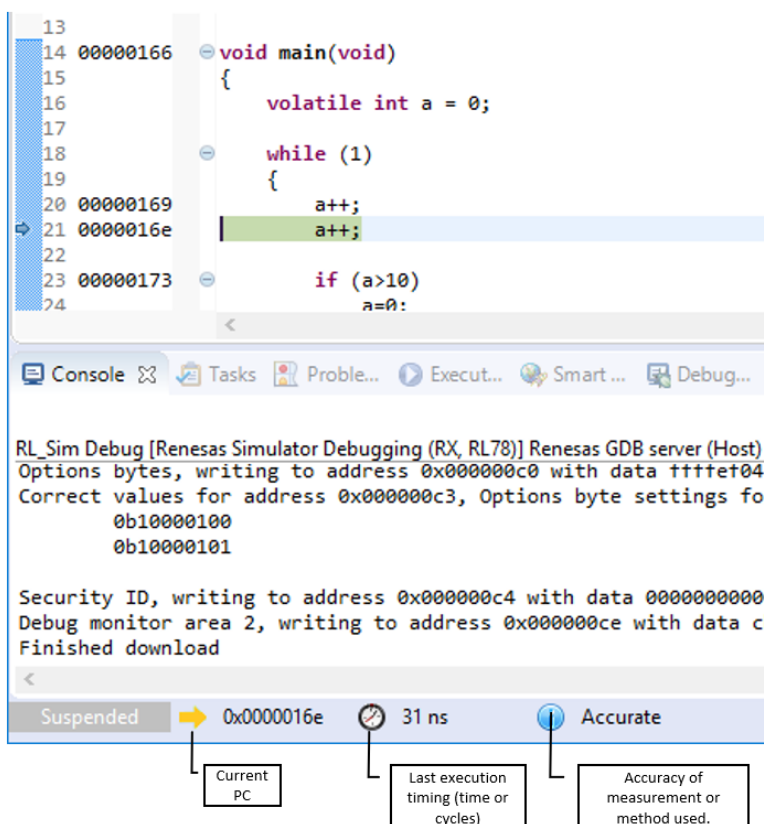 13
14 00000166 void main(void)
15 {
16 volatile int a = 0;
17
18 while (1)
19 {
20 00000169 a++;
21 0000016e a++;
22
23 00000173 if (a>10)
24 a=0;
Console Tasks Proble... Execut... Smart ... Debug...
RL_Sim Debug [Renesas Simulator Debugging (RX, RL78)] Renesas GDB server (Host)
Options bytes, writing to address 0x000000c0 with data ffffef04
Correct values for address 0x000000c3, Options byte settings fo
0b10000100
0b10000101
Security ID, writing to address 0x000000c4 with data 0000000000
Debug monitor area 2, writing to address 0x000000ce with data c
Finished download
Suspended 0x0000016e 31 ns Accurate
Current
PC
Last execution
timing (time or
cycles)
Accuracy of
measurement or
method used.